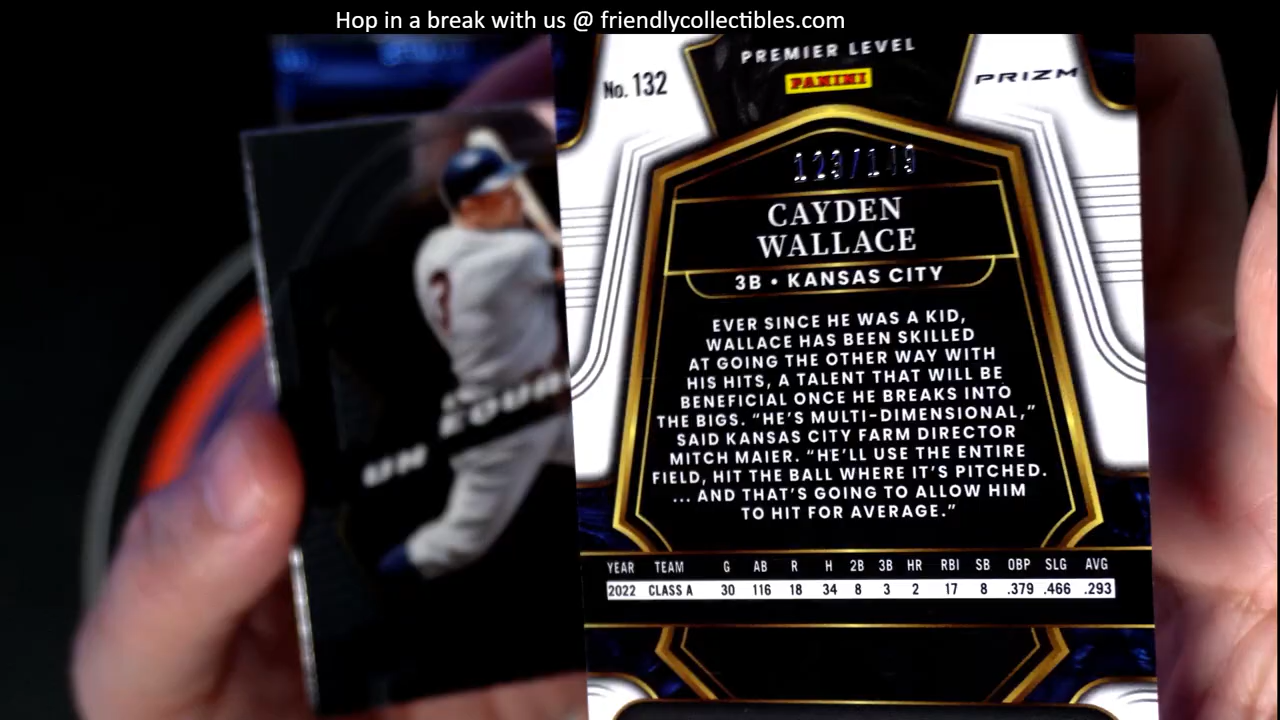 Hop in a break with us @ friendlycollectibles.com
PREMIER LEVEL
No. 132
PANINI
PRIZM
123/149
CAYDEN
WALLACE
3B • KANSAS CITY
EVER SINCE HE WAS A KID,
WALLACE HAS BEEN SKILLED
AT GOING THE OTHER WAY WITH
HIS HITS, A TALENT THAT WILL BE
BENEFICIAL ONCE HE BREAKS INTO
THE BIGS. “HE’S MULTI-DIMENSIONAL,”
SAID KANSAS CITY FARM DIRECTOR
MITCH MAIER. “HE’LL USE THE ENTIRE
FIELD, HIT THE BALL WHERE IT’S PITCHED.
... AND THAT’S GOING TO ALLOW HIM
TO HIT FOR AVERAGE.”
YEAR TEAM G AB R H 2B 3B HR RBI SB OBP SLG AVG
2022 CLASS A 30 116 18 34 8 3 2 17 8 .379 .466 .293
3